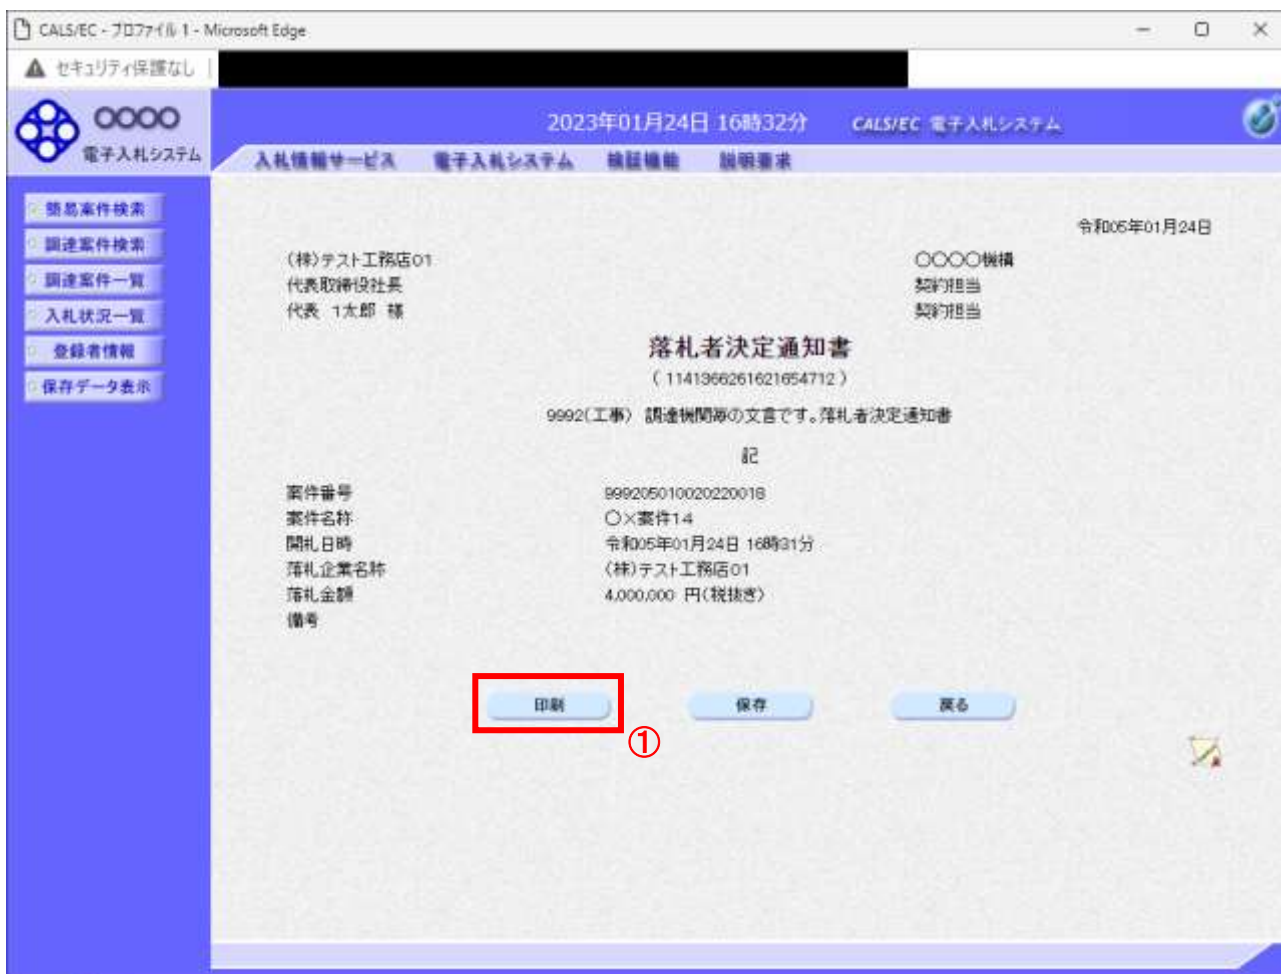 CALS/EC - プロファイル 1 - Microsoft Edge
セキュリティ保護なし
○○○○
電子入札システム
2023年01月24日 16時32分
CALS/EC 電子入札システム
入札情報サービス 電子入札システム 検証機能 説明要求
簡易案件検索
調達案件検索
調達案件一覧
入札状況一覧
登録者情報
保存データ表示
令和05年01月24日
(株)テスト工務店01
代表取締役社長
代表 1太郎 様
○○○○機構
契約担当
契約担当
落札者決定通知書
( 1141366261621654712 )
9992(工事) 調達機関毎の文言です。落札者決定通知書
記
案件番号 999205010020220018
案件名称 ○×案件14
開札日時 令和05年01月24日 16時31分
落札企業名称 (株)テスト工務店01
落札金額 4,000,000 円(税抜き)
備考
印刷 保存 戻る
①